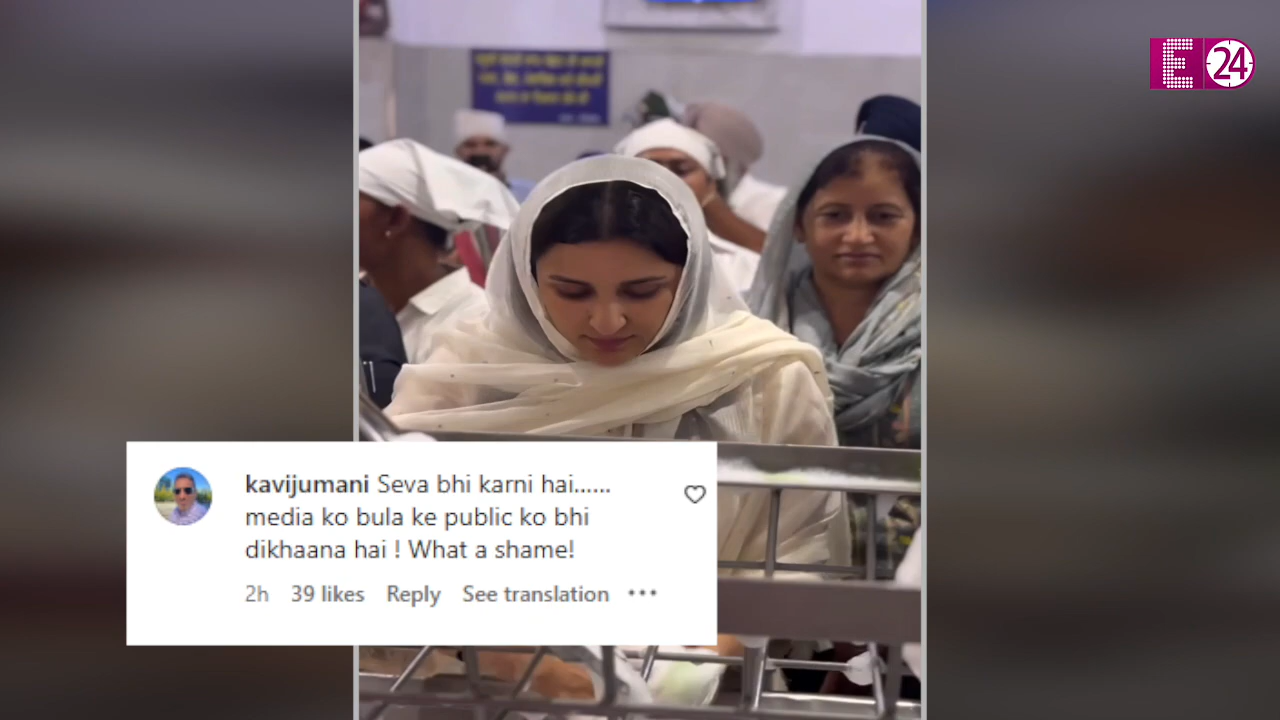 E 24
kavijumani Seva bhi karni hai......
media ko bula ke public ko bhi
dikhaana hai ! What a shame!
2h 39 likes Reply See translation •••